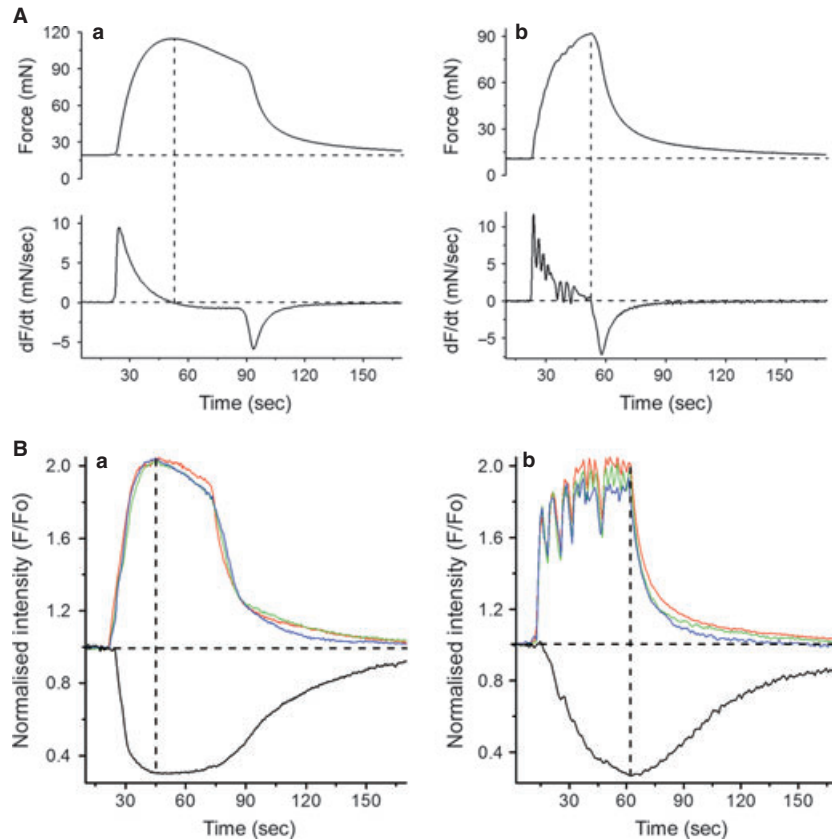 A
a
Force (mN)
120
90
60
30
0
dF/dt (mN/sec)
10
5
0
−5
30 60 90 120 150
Time (sec)
b
Force (mN)
90
60
30
0
dF/dt (mN/sec)
10
5
0
−5
30 60 90 120 150
Time (sec)
B
a
Normalised intensity (F/Fo)
2.0
1.6
1.2
0.8
0.4
30 60 90 120 150
Time (sec)
b
Normalised intensity (F/Fo)
2.0
1.6
1.2
0.8
0.4
30 60 90 120 150
Time (sec)